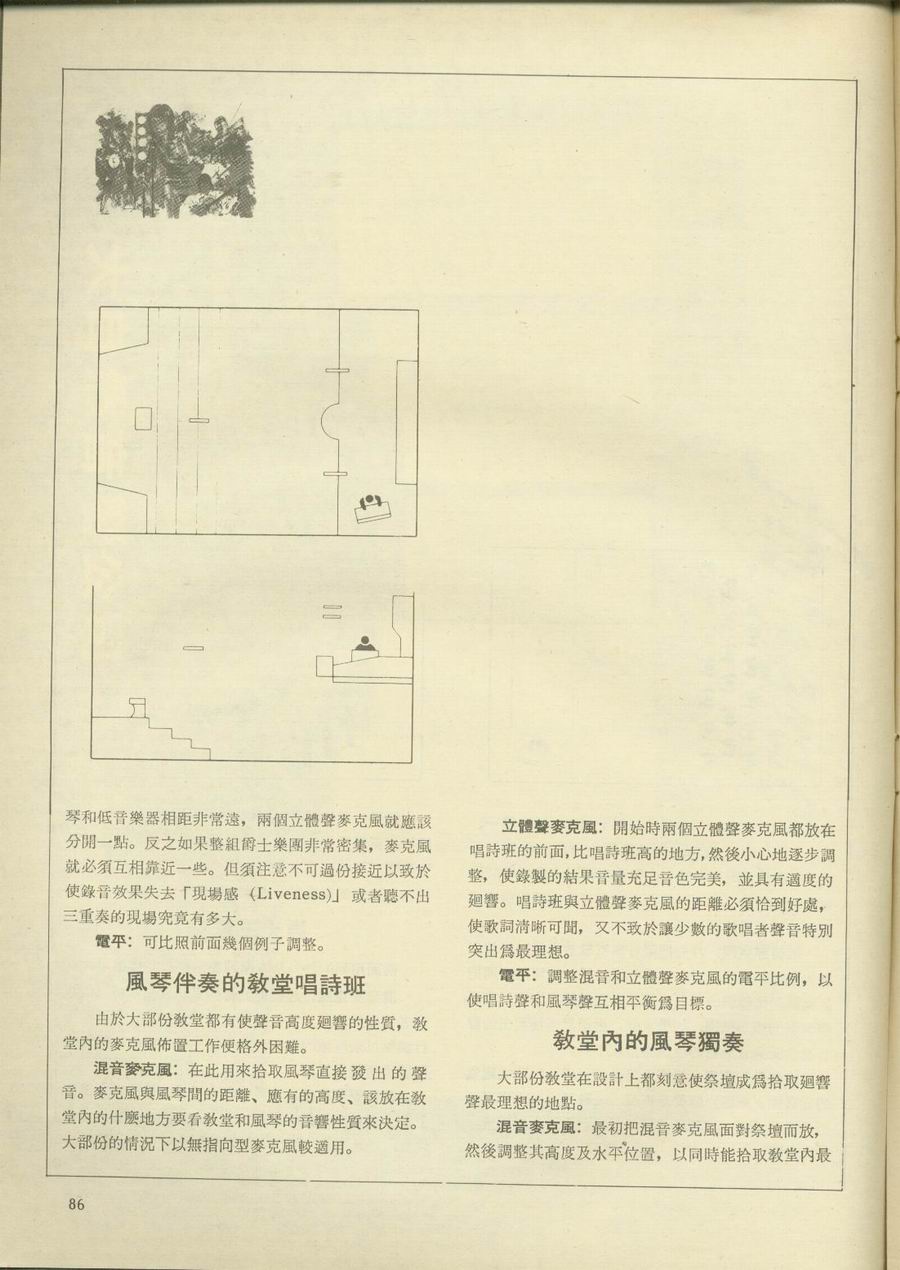 琴和低音樂器相距非常遠，兩個立體聲麥克風就應該
分開一點。反之如果整組爵士樂團非常密集，麥克風
就必須互相靠近一些。但須注意不可過份接近以致於
使錄音效果失去「現場感（Liveness）」或者聽不出
三重奏的現場究竟有多大。
電平：可比照前面幾個例子調整。
風琴伴奏的敎堂唱詩班
由於大部份敎堂都有使聲音高度廻響的性質，敎
堂內的麥克風佈置工作便格外困難。
混音麥克風：在此用來拾取風琴直接發出的聲
音。麥克風與風琴間的距離、應有的高度、該放在敎
堂內的什麼地方要看敎堂和風琴的音響性質來決定。
大部份的情況下以無指向型麥克風較適用。
立體聲麥克風：開始時兩個立體聲麥克風都放在
唱詩班的前面，比唱詩班高的地方，然後小心地逐步調
整，使錄製的結果音量充足音色完美，並具有適度的
廻響。唱詩班與立體聲麥克風的距離必須恰到好處，
使歌詞清晰可聞，又不致於讓少數的歌唱者聲音特別
突出爲最理想。
電平：調整混音和立體聲麥克風的電平比例，以
使唱詩聲和風琴聲互相平衡爲目標。
敎堂內的風琴獨奏
大部份敎堂在設計上都刻意使祭壇成爲拾取廻響
聲最理想的地點。
混音麥克風：最初把混音麥克風面對祭壇而放，
然後調整其高度及水平位置，以同時能拾取敎堂內最
86